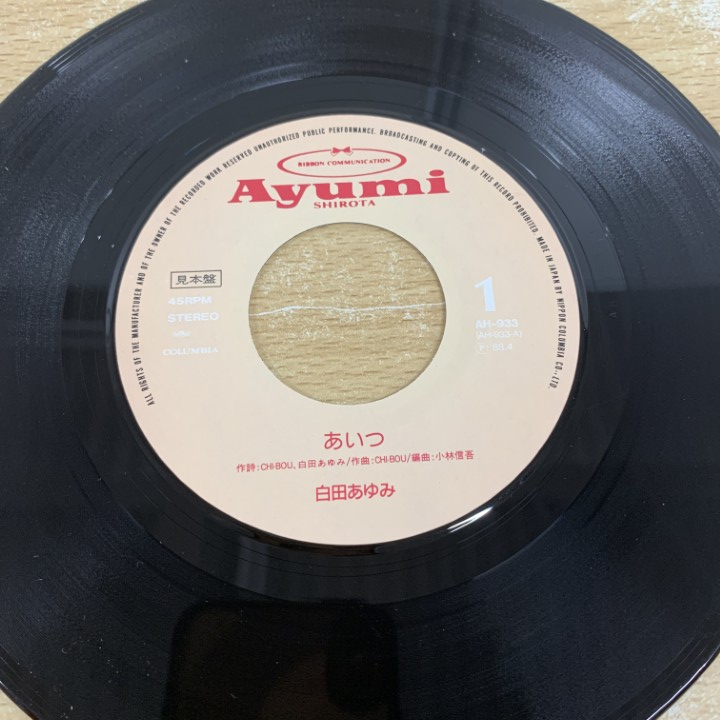 ALL RIGHTS OF THE MANUFACTURER AND OF THE OWNER OF THE RECORDED WORK RESERVED UNAUTHORIZED PUBLIC PERFORMANCE. BROADCASTING AND COPYING OF THIS RECORD PROHIBITED. MADE IN JAPAN BY NIPPON COLUMBIA CO., LTD.
RIBBON COMMUNICATION
Ayumi
SHIROTA
見本盤
45RPM
STEREO
COLUMBIA
1
AH-933
(AH-933-A)
あいつ
作詩:CHI-BOU、白田あゆみ/作曲:CHI-BOU/編曲:小林信吾
白田あゆみ